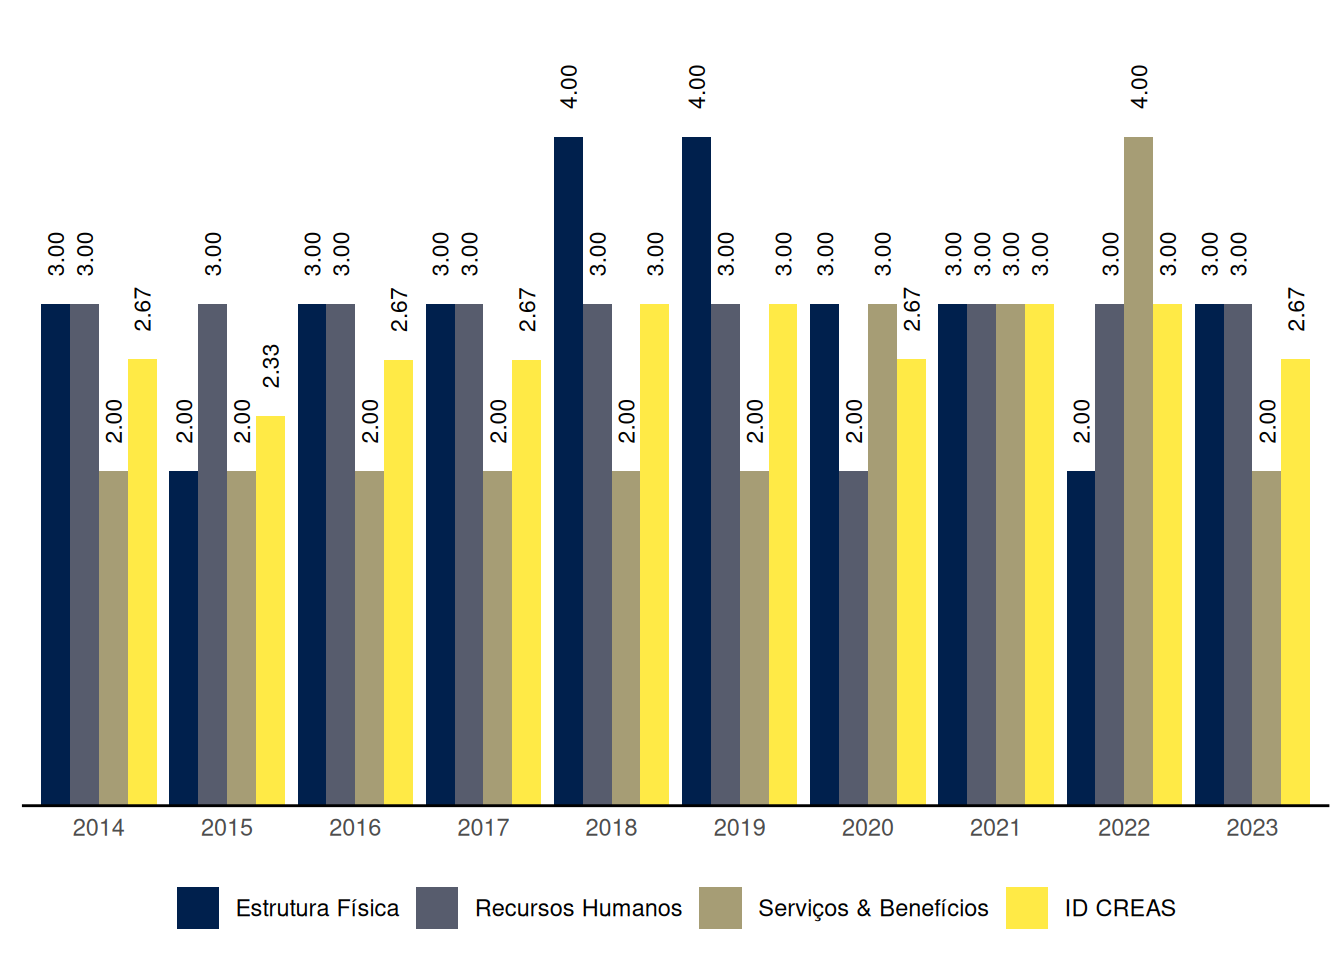 4.00 4.00 4.00
3.00 3.00 3.00 3.00 3.00 3.00 3.00 3.00 3.00 3.00 3.00 3.00 3.00 3.00 3.00 3.00 3.00 3.00 3.00 3.00 3.00 3.00
2.67 2.67 2.67 2.67 2.67
2.33
2.00 2.00 2.00 2.00 2.00 2.00 2.00 2.00 2.00 2.00
2014 2015 2016 2017 2018 2019 2020 2021 2022 2023
Estrutura Física Recursos Humanos Serviços & Benefícios ID CREAS